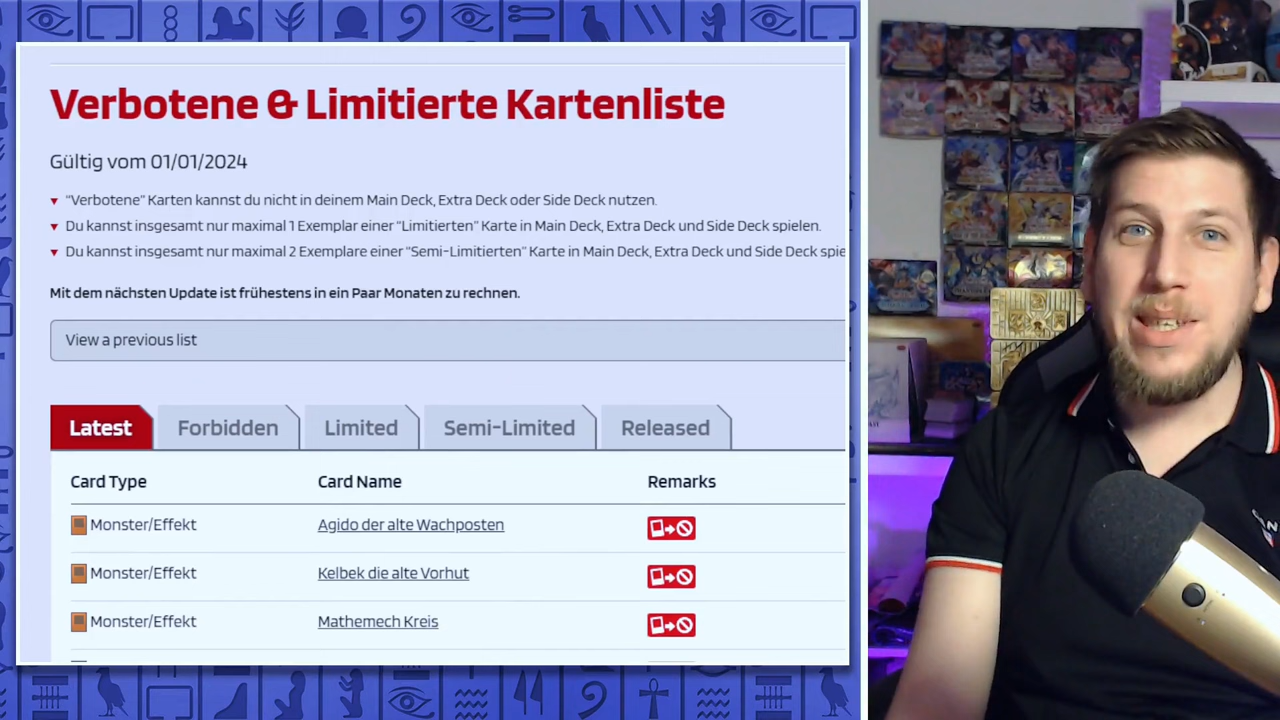 Verbotene & Limitierte Kartenliste
Gültig vom 01/01/2024
"Verbotene" Karten kannst du nicht in deinem Main Deck, Extra Deck oder Side Deck nutzen.
Du kannst insgesamt nur maximal 1 Exemplar einer "Limitierten" Karte in Main Deck, Extra Deck und Side Deck spielen.
Du kannst insgesamt nur maximal 2 Exemplare einer "Semi-Limitierten" Karte in Main Deck, Extra Deck und Side Deck spie
Mit dem nächsten Update ist frühestens in ein Paar Monaten zu rechnen.
View a previous list
Latest Forbidden Limited Semi-Limited Released
Card Type Card Name Remarks
Monster/Effekt Agido der alte Wachposten
Monster/Effekt Kelbek die alte Vorhut
Monster/Effekt Mathemech Kreis